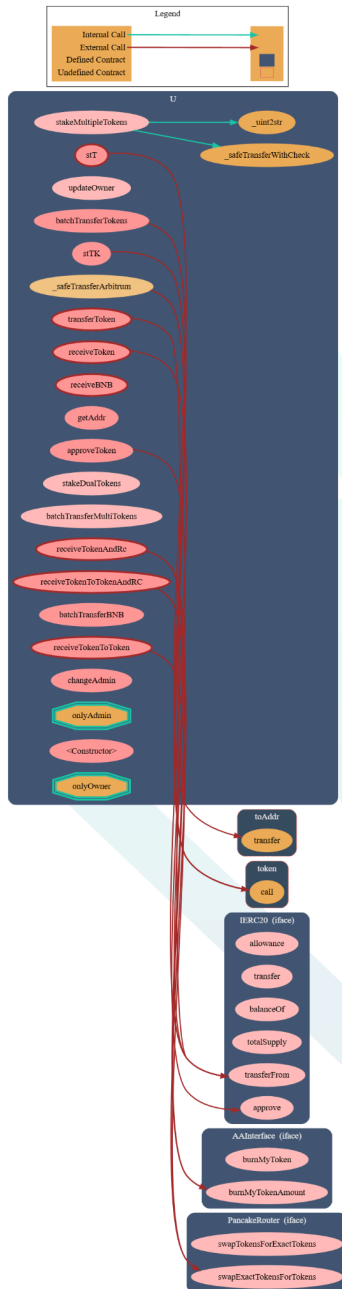 Legend
Internal Call
External Call
Defined Contract
Undefined Contract
U
stakeMultipleTokens
_uint2str
stT
_safeTransferWithCheck
updateOwner
batchTransferTokens
stTK
_safeTransferArbitrum
transferToken
receiveToken
receiveBNB
getAddr
approveToken
stakeDualTokens
batchTransferMultiTokens
receiveTokenAndRc
receiveTokenToTokenAndRC
batchTransferBNB
receiveTokenToToken
changeAdmin
onlyAdmin
<Constructor>
onlyOwner
toAddr
transfer
token
call
IERC20 (iface)
allowance
transfer
balanceOf
totalSupply
transferFrom
approve
AAInterface (iface)
burnMyToken
burnMyTokenAmount
PancakeRouter (iface)
swapTokensForExactTokens
swapExactTokensForTokens